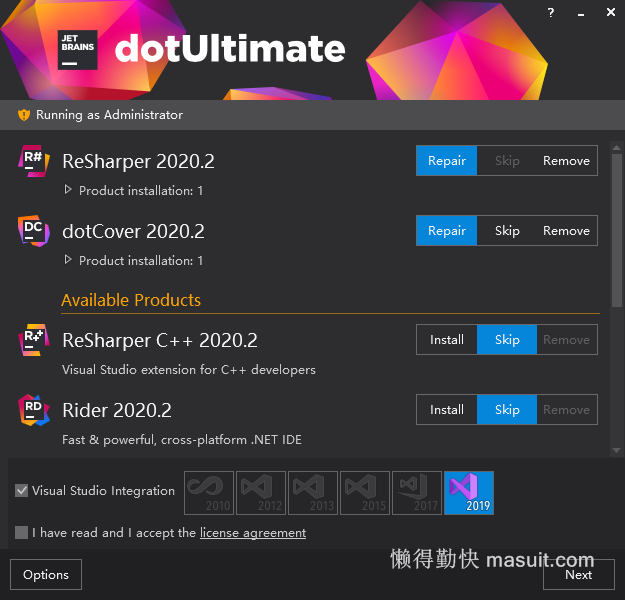 ?
JET
BRAINS
dotUltimate
Running as Administrator
R#
ReSharper 2020.2
Repair Skip Remove
Product installation: 1
DC
dotCover 2020.2
Repair Skip Remove
Product installation: 1
Available Products
R++
ReSharper C++ 2020.2
Install Skip Remove
Visual Studio extension for C++ developers
RD
Rider 2020.2
Install Skip Remove
Fast & powerful, cross-platform .NET IDE
Visual Studio Integration 2010 2012 2013 2015 2017 2019
I have read and I accept the license agreement
懒得勤快 masuit.com
Options Next